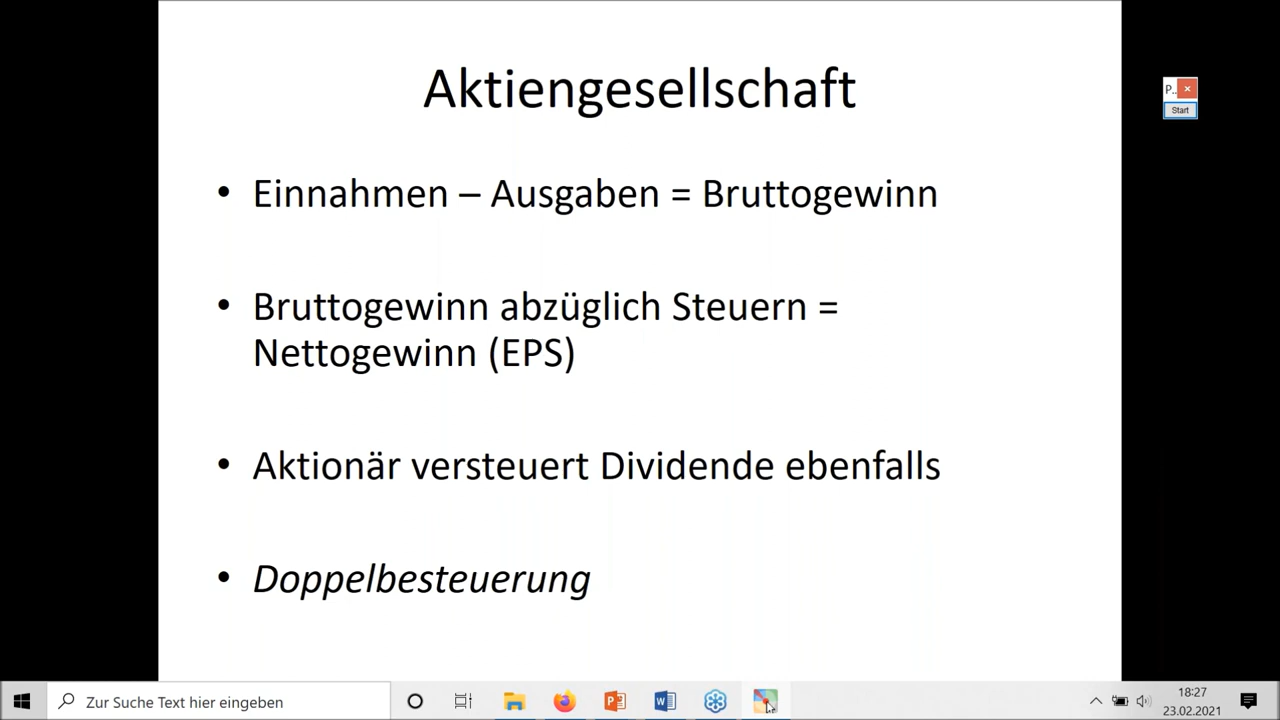 Aktiengesellschaft
P...
Start
• Einnahmen – Ausgaben = Bruttogewinn
• Bruttogewinn abzüglich Steuern =
Nettogewinn (EPS)
• Aktionär versteuert Dividende ebenfalls
• Doppelbesteuerung
Zur Suche Text hier eingeben
18:27
23.02.2021